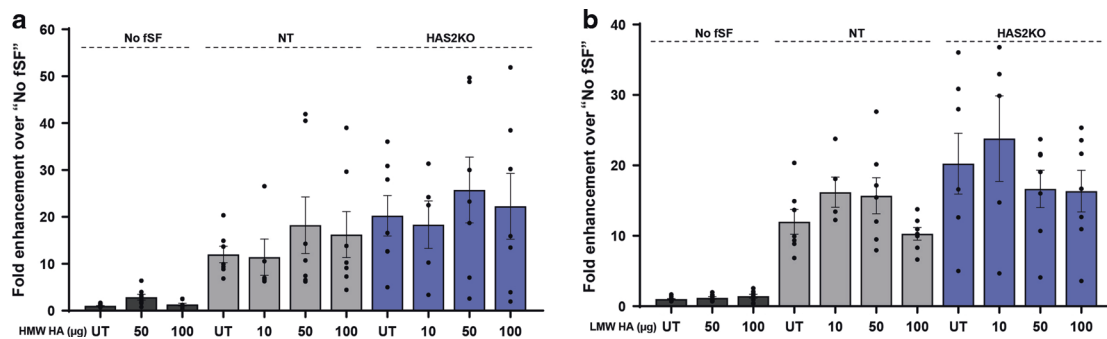 a
Fold enhancement over "No fSF"
60
50
40
30
20
10
0
No fSF NT HAS2KO
HMW HA (µg) UT 50 100 UT 10 50 100 UT 10 50 100
b
Fold enhancement over "No fSF"
40
30
20
10
0
No fSF NT HAS2KO
LMW HA (µg) UT 50 100 UT 10 50 100 UT 10 50 100